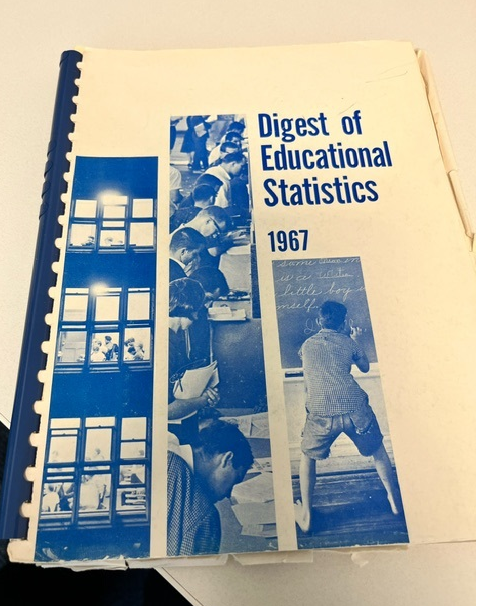 Digest of
Educational
Statistics
1967
little boy